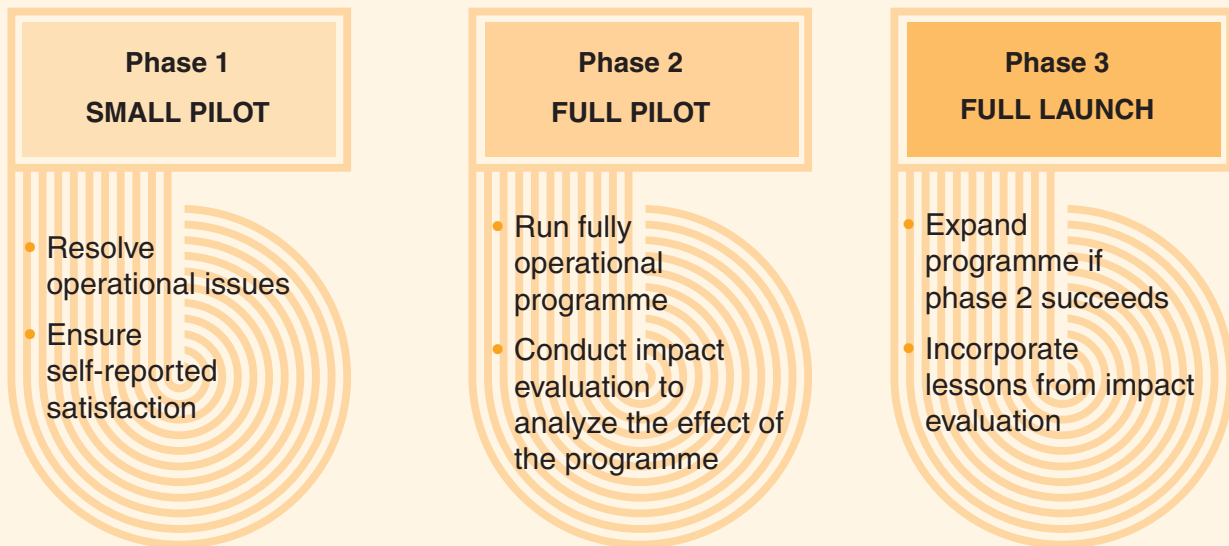 Phase 1
SMALL PILOT
• Resolve
operational issues
• Ensure
self-reported
satisfaction
Phase 2
FULL PILOT
• Run fully
operational
programme
• Conduct impact
evaluation to
analyze the effect of
the programme
Phase 3
FULL LAUNCH
• Expand
programme if
phase 2 succeeds
• Incorporate
lessons from impact
evaluation